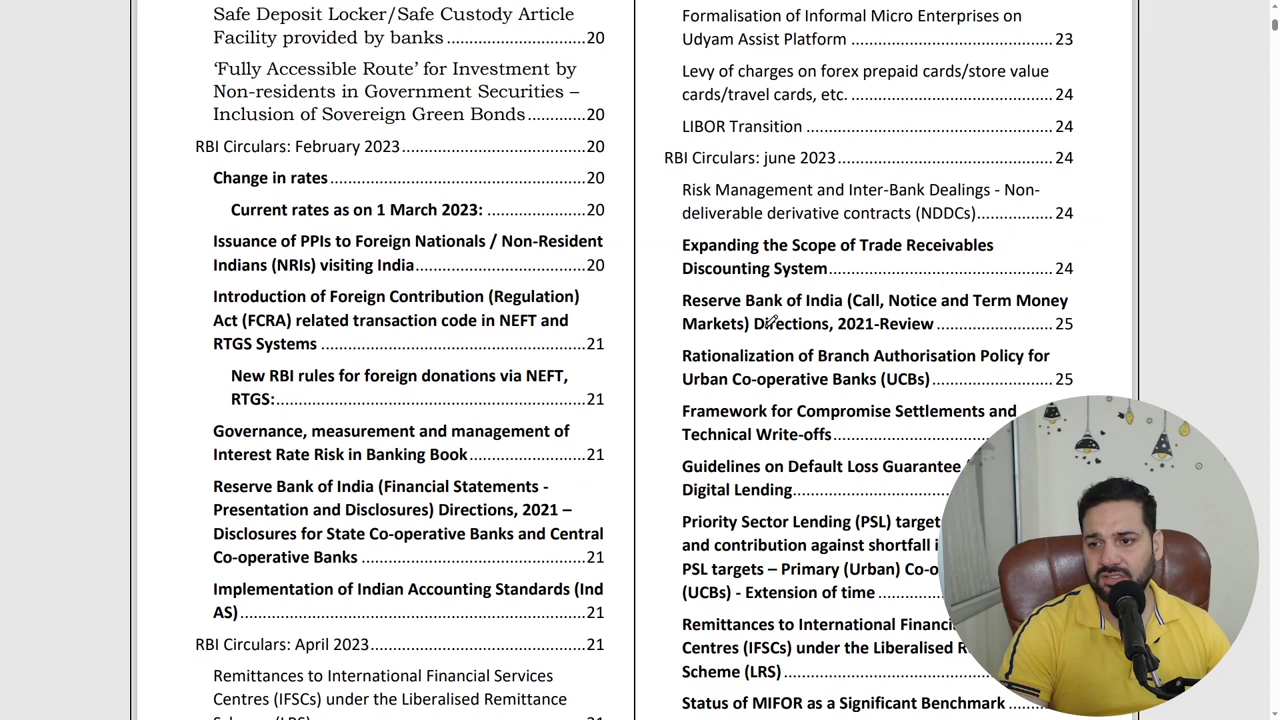 Safe Deposit Locker/Safe Custody Article
Facility provided by banks ........................20
‘Fully Accessible Route’ for Investment by
Non-residents in Government Securities –
Inclusion of Sovereign Green Bonds............20
RBI Circulars: February 2023......................................20
Change in rates.....................................................20
Current rates as on 1 March 2023: ....................20
Issuance of PPIs to Foreign Nationals / Non-Resident
Indians (NRIs) visiting India...................................20
Introduction of Foreign Contribution (Regulation)
Act (FCRA) related transaction code in NEFT and
RTGS Systems .......................................................21
New RBI rules for foreign donations via NEFT,
RTGS:................................................................21
Governance, measurement and management of
Interest Rate Risk in Banking Book........................21
Reserve Bank of India (Financial Statements -
Presentation and Disclosures) Directions, 2021 –
Disclosures for State Co-operative Banks and Central
Co-operative Banks ..............................................21
Implementation of Indian Accounting Standards (Ind
AS).......................................................................21
RBI Circulars: April 2023............................................21
Remittances to International Financial Services
Centres (IFSCs) under the Liberalised Remittance
Formalisation of Informal Micro Enterprises on
Udyam Assist Platform ..........................................23
Levy of charges on forex prepaid cards/store value
cards/travel cards, etc. ..........................................24
LIBOR Transition ...................................................24
RBI Circulars: june 2023............................................24
Risk Management and Inter-Bank Dealings - Non-
deliverable derivative contracts (NDDCs)................24
Expanding the Scope of Trade Receivables
Discounting System..............................................24
Reserve Bank of India (Call, Notice and Term Money
Markets) Directions, 2021-Review ........................25
Rationalization of Branch Authorisation Policy for
Urban Co-operative Banks (UCBs).........................25
Framework for Compromise Settlements and
Technical Write-offs..........................
Guidelines on Default Loss Guarantee
Digital Lending..........................
Priority Sector Lending (PSL) target
and contribution against shortfall
PSL targets – Primary (Urban) Co-o
(UCBs) - Extension of time ................
Remittances to International Financi
Centres (IFSCs) under the Liberalised R
Scheme (LRS)..............................
Status of MIFOR as a Significant Benchmark .......